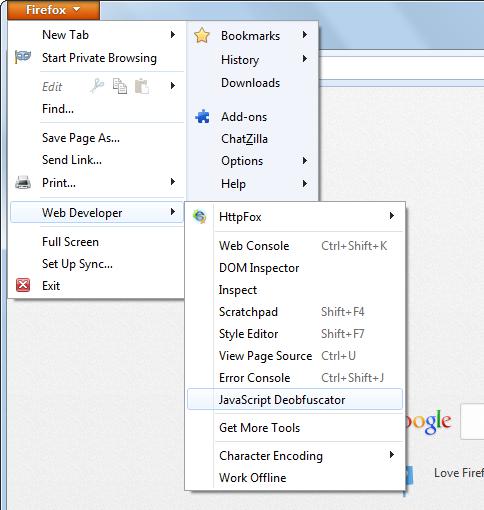 Firefox
New Tab
Start Private Browsing
Edit
Find...
Save Page As...
Send Link...
Print...
Web Developer
Full Screen
Set Up Sync...
Exit
Bookmarks
History
Downloads
Add-ons
ChatZilla
Options
Help
HttpFox
Web Console Ctrl+Shift+K
DOM Inspector
Inspect
Scratchpad Shift+F4
Style Editor Shift+F7
View Page Source Ctrl+U
Error Console Ctrl+Shift+J
JavaScript Deobfuscator
Get More Tools
Character Encoding
Work Offline
oogle
Love Firef